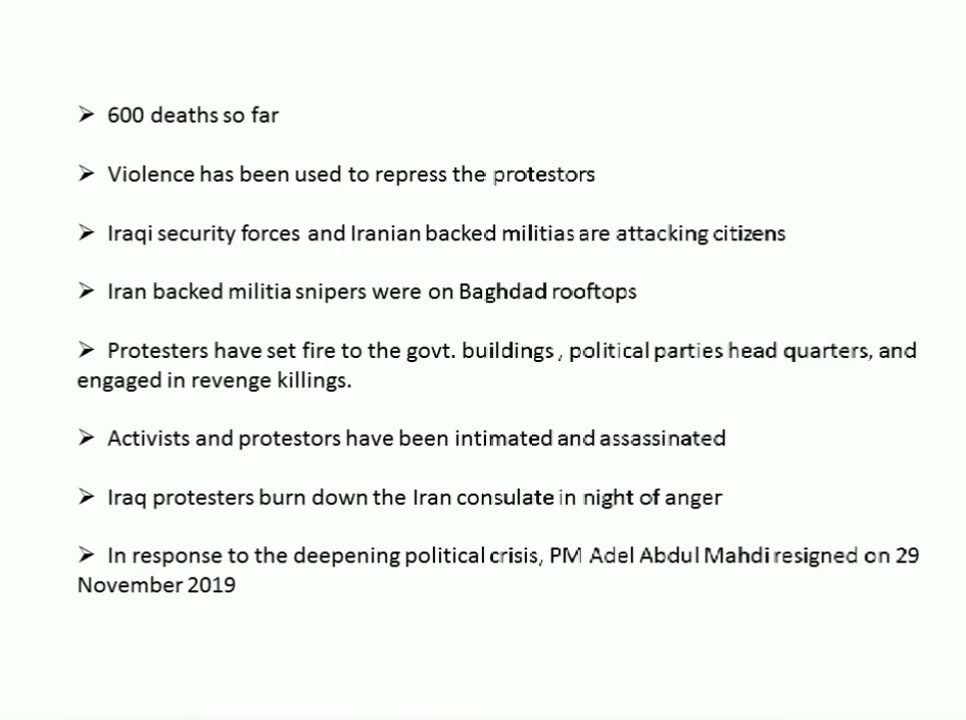 ➢ 600 deaths so far
➢ Violence has been used to repress the protestors
➢ Iraqi security forces and Iranian backed militias are attacking citizens
➢ Iran backed militia snipers were on Baghdad rooftops
➢ Protesters have set fire to the govt. buildings, political parties head quarters, and
engaged in revenge killings.
➢ Activists and protestors have been intimated and assassinated
➢ Iraq protesters burn down the Iran consulate in night of anger
➢ In response to the deepening political crisis, PM Adel Abdul Mahdi resigned on 29
November 2019